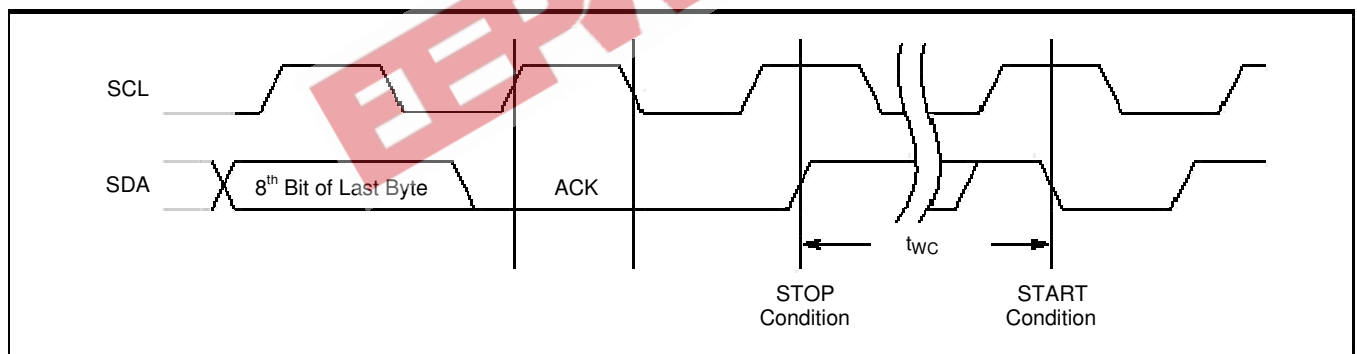 SCL
SDA
8th Bit of Last Byte
ACK
tWC
STOP
Condition
START
Condition